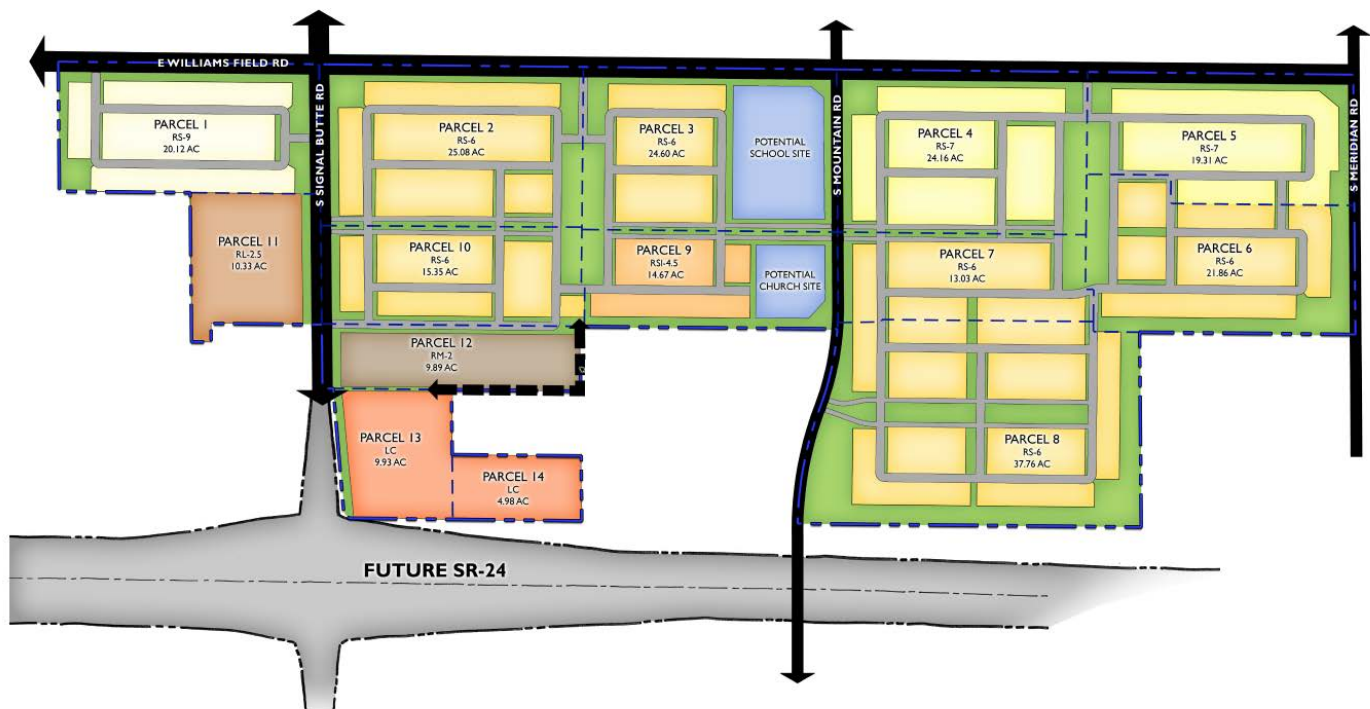 E WILLIAMS FIELD RD
S SIGNAL BUTTE RD
S MOUNTAIN RD
S MERIDIAN RD
PARCEL 1
RS-9
20.12 AC
PARCEL 2
RS-6
25.08 AC
PARCEL 3
RS-6
24.60 AC
POTENTIAL
SCHOOL SITE
PARCEL 4
RS-7
24.16 AC
PARCEL 5
RS-7
19.31 AC
PARCEL 11
RL-2.5
10.33 AC
PARCEL 10
RS-6
15.35 AC
PARCEL 9
RSI-4.5
14.67 AC
POTENTIAL
CHURCH SITE
PARCEL 7
RS-6
13.03 AC
PARCEL 6
RS-6
21.86 AC
PARCEL 12
RM-2
9.89 AC
PARCEL 13
LC
9.93 AC
PARCEL 14
LC
4.98 AC
PARCEL 8
RS-6
37.76 AC
FUTURE SR-24